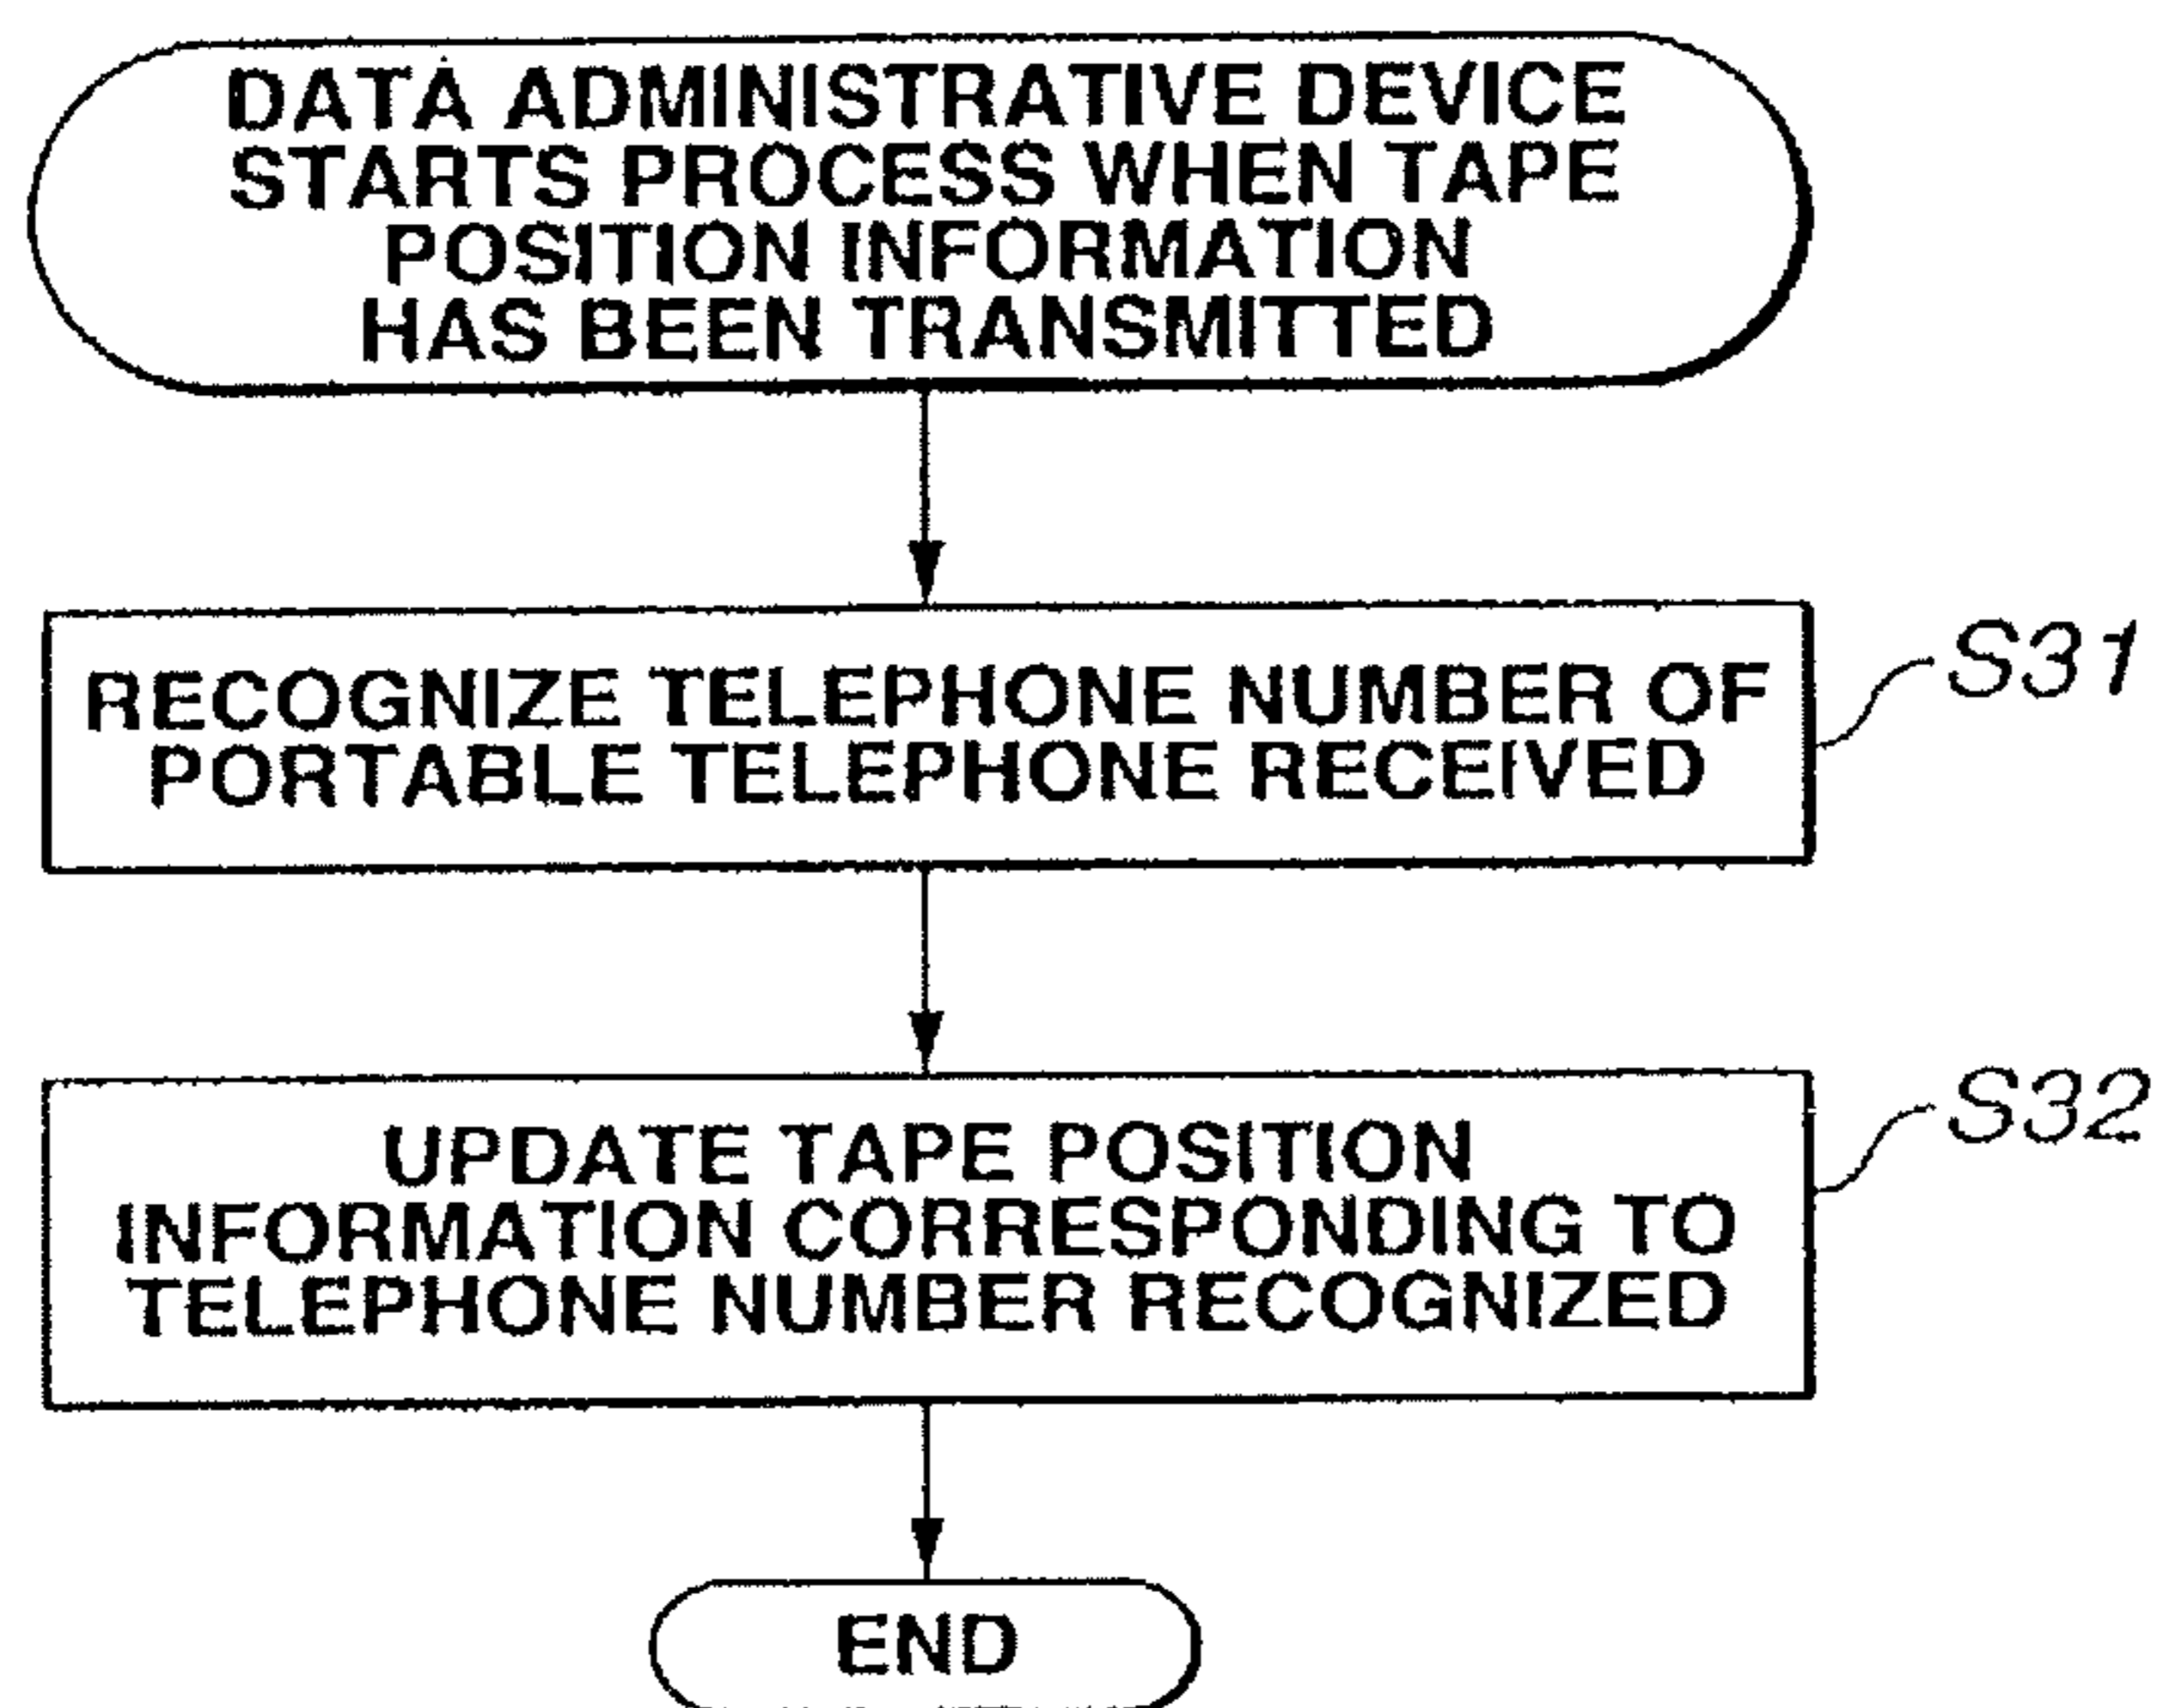 DATA ADMINISTRATIVE DEVICE
STARTS PROCESS WHEN TAPE
POSITION INFORMATION
HAS BEEN TRANSMITTED
RECOGNIZE TELEPHONE NUMBER OF
PORTABLE TELEPHONE RECEIVED
S31
UPDATE TAPE POSITION
INFORMATION CORRESPONDING TO
TELEPHONE NUMBER RECOGNIZED
S32
END